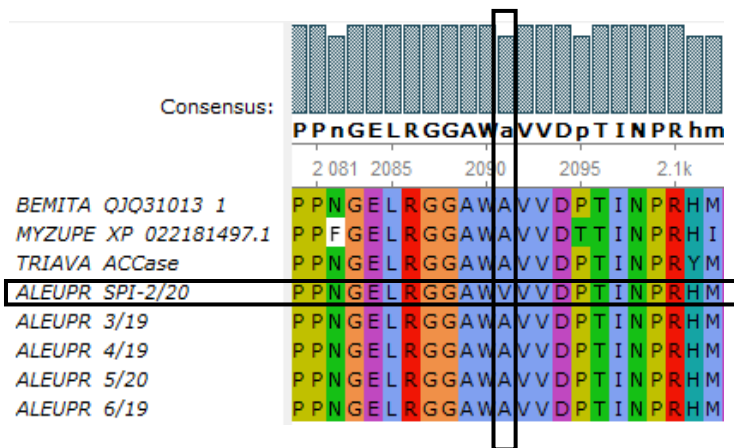 Consensus:
PPnGELRGGAWaVVDpTINPRhm
2 081 2085 2090 2095 2.1k
BEMITA QJQ31013 1 PPNGELRGGAWAVVDPTINPRHM
MYZUPE XP 022181497.1 PPFGELRGGAWAVVDTTINPRHI
TRIAVA ACCase PPNGELRGGAWAVVDPTINPRYM
ALEUPR SPI-2/20 PPNGELRGGAWVVVDPTINPRHM
ALEUPR 3/19 PPNGELRGGAWAVVDPTINPRHM
ALEUPR 4/19 PPNGELRGGAWAVVDPTINPRHM
ALEUPR 5/20 PPNGELRGGAWAVVDPTINPRHM
ALEUPR 6/19 PPNGELRGGAWAVVDPTINPRHM